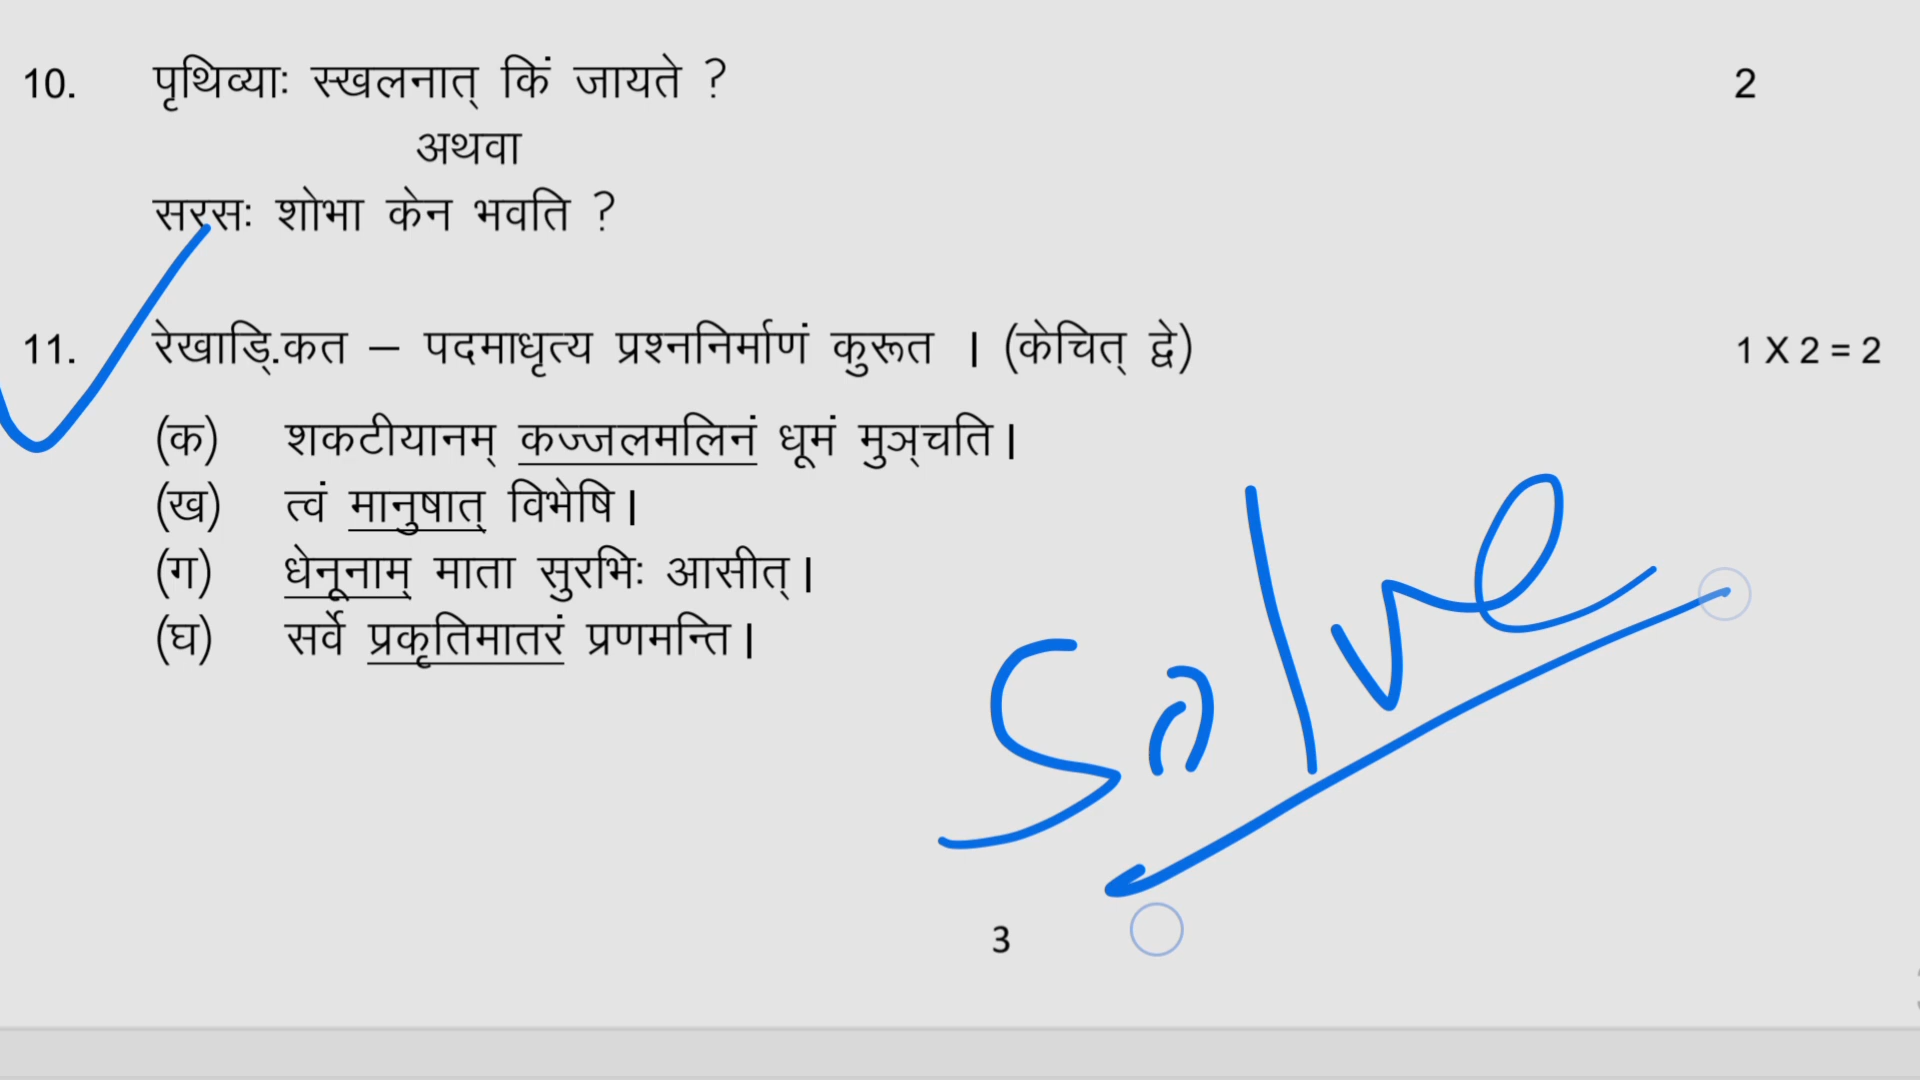 10. पृथिव्याः स्खलनात् किं जायते ? 2
अथवा
सरसः शोभा केन भवति ?
11. रेखाडि्.कत – पदमाधृत्य प्रश्ननिर्माणं कुरूत । (केचित् द्वे) 1 X 2 = 2
(क) शकटीयानम् कज्जलमलिनं धूमं मुञ्चति।
(ख) त्वं मानुषात् विभेषि।
(ग) धेनूनाम् माता सुरभिः आसीत्।
(घ) सर्वे प्रकृतिमातरं प्रणमन्ति।
Solve
3